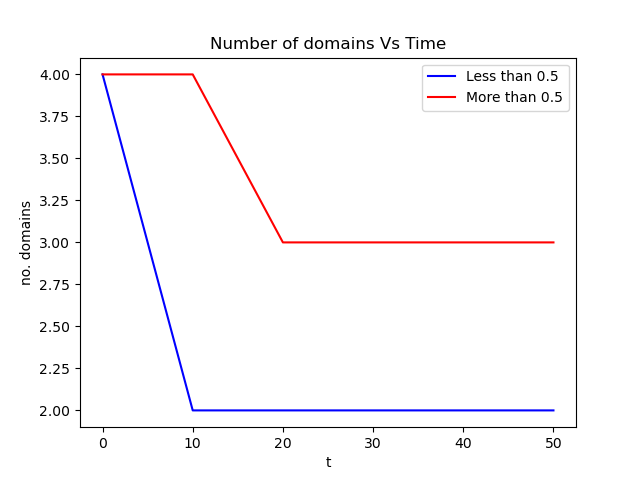 Number of domains Vs Time
Less than 0.5
More than 0.5
no. domains
4.00
3.75
3.50
3.25
3.00
2.75
2.50
2.25
2.00
0 10 20 30 40 50
t